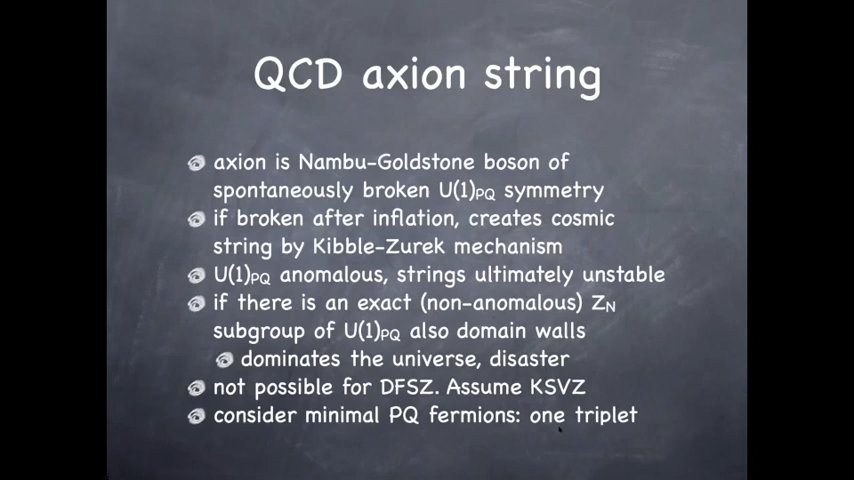 QCD axion string
axion is Nambu-Goldstone boson of
spontaneously broken U(1)PQ symmetry
if broken after inflation, creates cosmic
string by Kibble-Zurek mechanism
U(1)PQ anomalous, strings ultimately unstable
if there is an exact (non-anomalous) ZN
subgroup of U(1)PQ also domain walls
dominates the universe, disaster
not possible for DFSZ. Assume KSVZ
consider minimal PQ fermions: one triplet